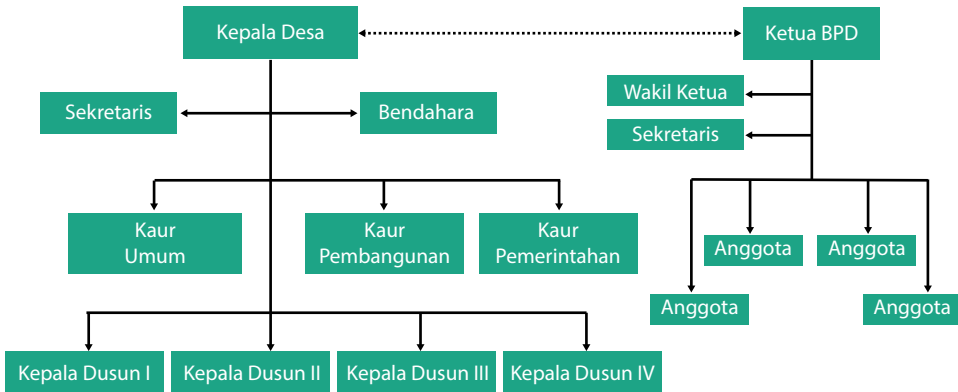 Kepala Desa
Ketua BPD
Sekretaris
Bendahara
Wakil Ketua
Sekretaris
Kaur
Umum
Kaur
Pembangunan
Kaur
Pemerintahan
Anggota
Anggota
Anggota
Anggota
Kepala Dusun I
Kepala Dusun II
Kepala Dusun III
Kepala Dusun IV